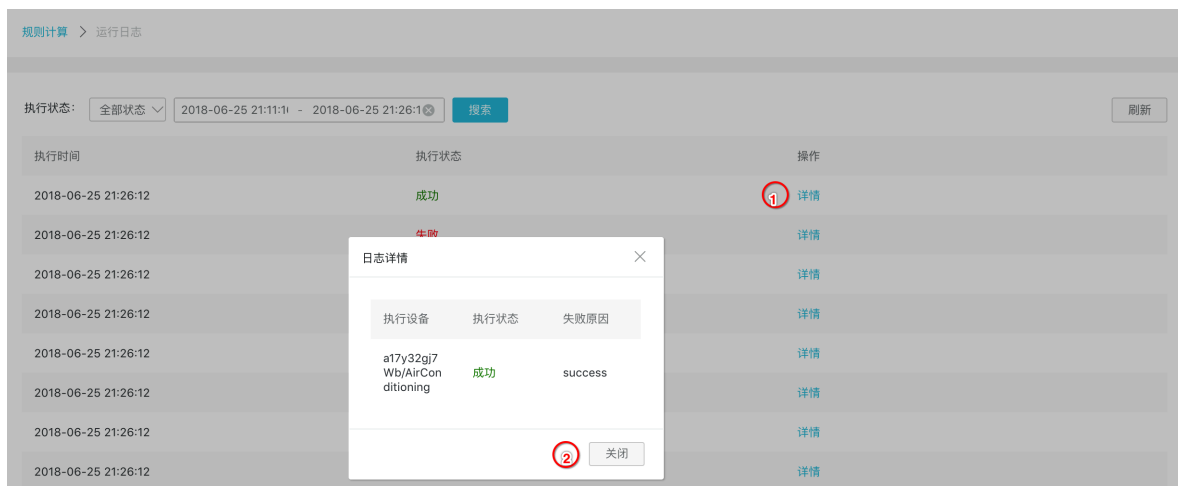 规则计算 > 运行日志
执行状态: 全部状态 2018-06-25 21:11:1 - 2018-06-25 21:26:1 搜索 刷新
执行时间 执行状态 操作
2018-06-25 21:26:12 成功 1 详情
2018-06-25 21:26:12 失败 详情
2018-06-25 21:26:12 详情
2018-06-25 21:26:12 详情
2018-06-25 21:26:12 详情
2018-06-25 21:26:12 详情
2018-06-25 21:26:12 详情
2018-06-25 21:26:12 详情
日志详情
执行设备 执行状态 失败原因
a17y32gj7
Wb/AirCon 成功 success
ditioning
2 关闭